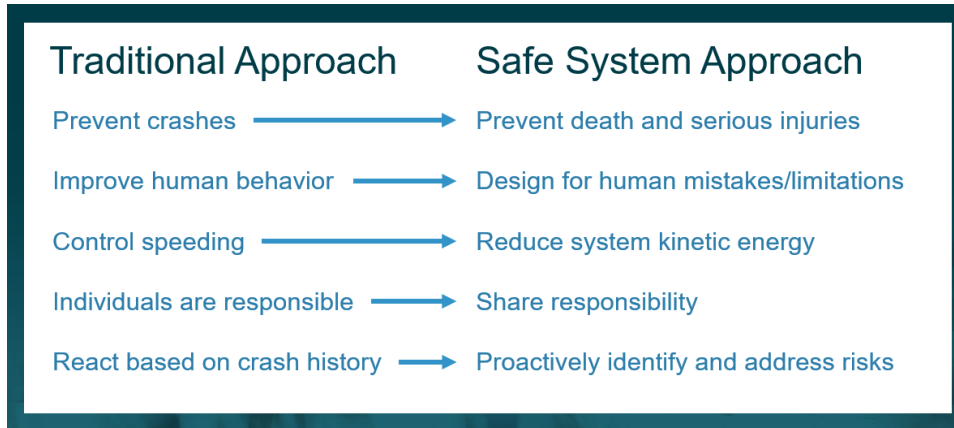 Traditional Approach
Safe System Approach
Prevent crashes
Prevent death and serious injuries
Improve human behavior
Design for human mistakes/limitations
Control speeding
Reduce system kinetic energy
Individuals are responsible
Share responsibility
React based on crash history
Proactively identify and address risks